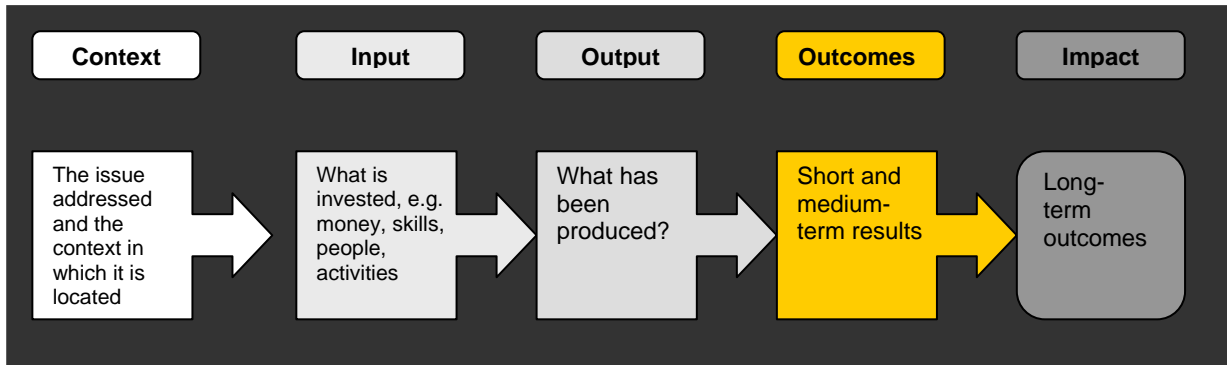 Context
Input
Output
Outcomes
Impact
The issue
addressed
and the
context in
which it is
located
What is
invested, e.g.
money, skills,
people,
activities
What has
been
produced?
Short and
medium-
term results
Long-
term
outcomes